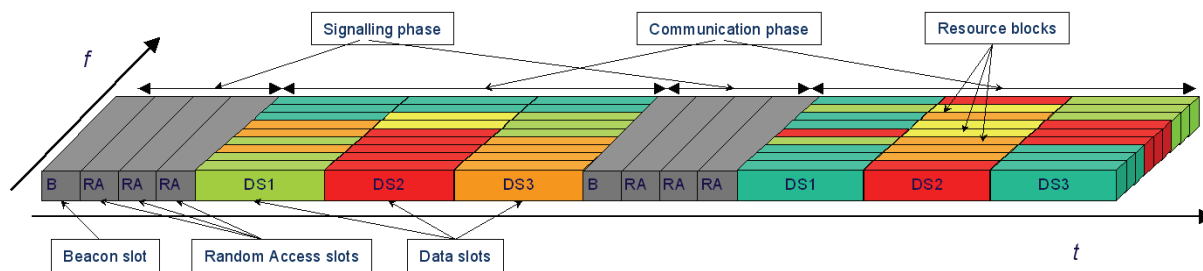 Signalling phase
Communication phase
Resource blocks
f
B RA RA RA DS1 DS2 DS3 B RA RA RA DS1 DS2 DS3
Beacon slot
Random Access slots
Data slots
t